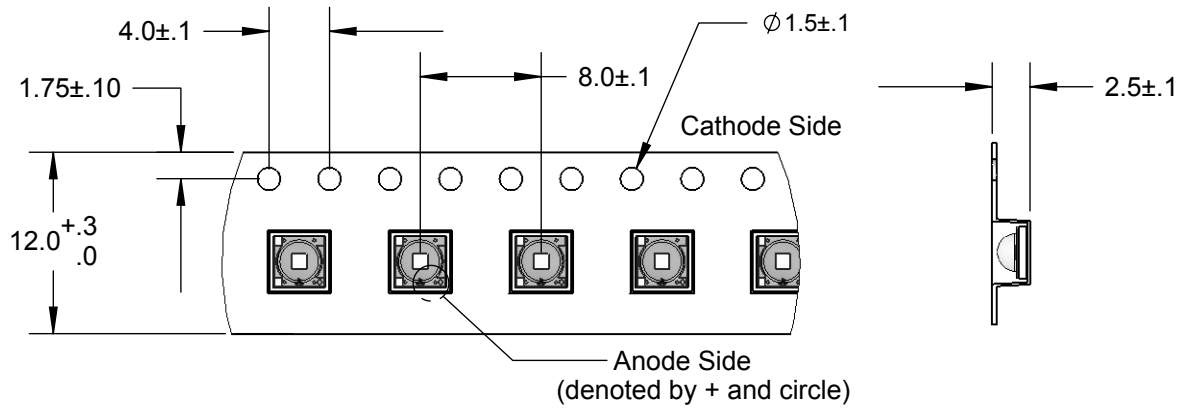 4.0±.1
⌀1.5±.1
1.75±.10
8.0±.1
2.5±.1
Cathode Side
12.0 +.3
.0
Anode Side
(denoted by + and circle)